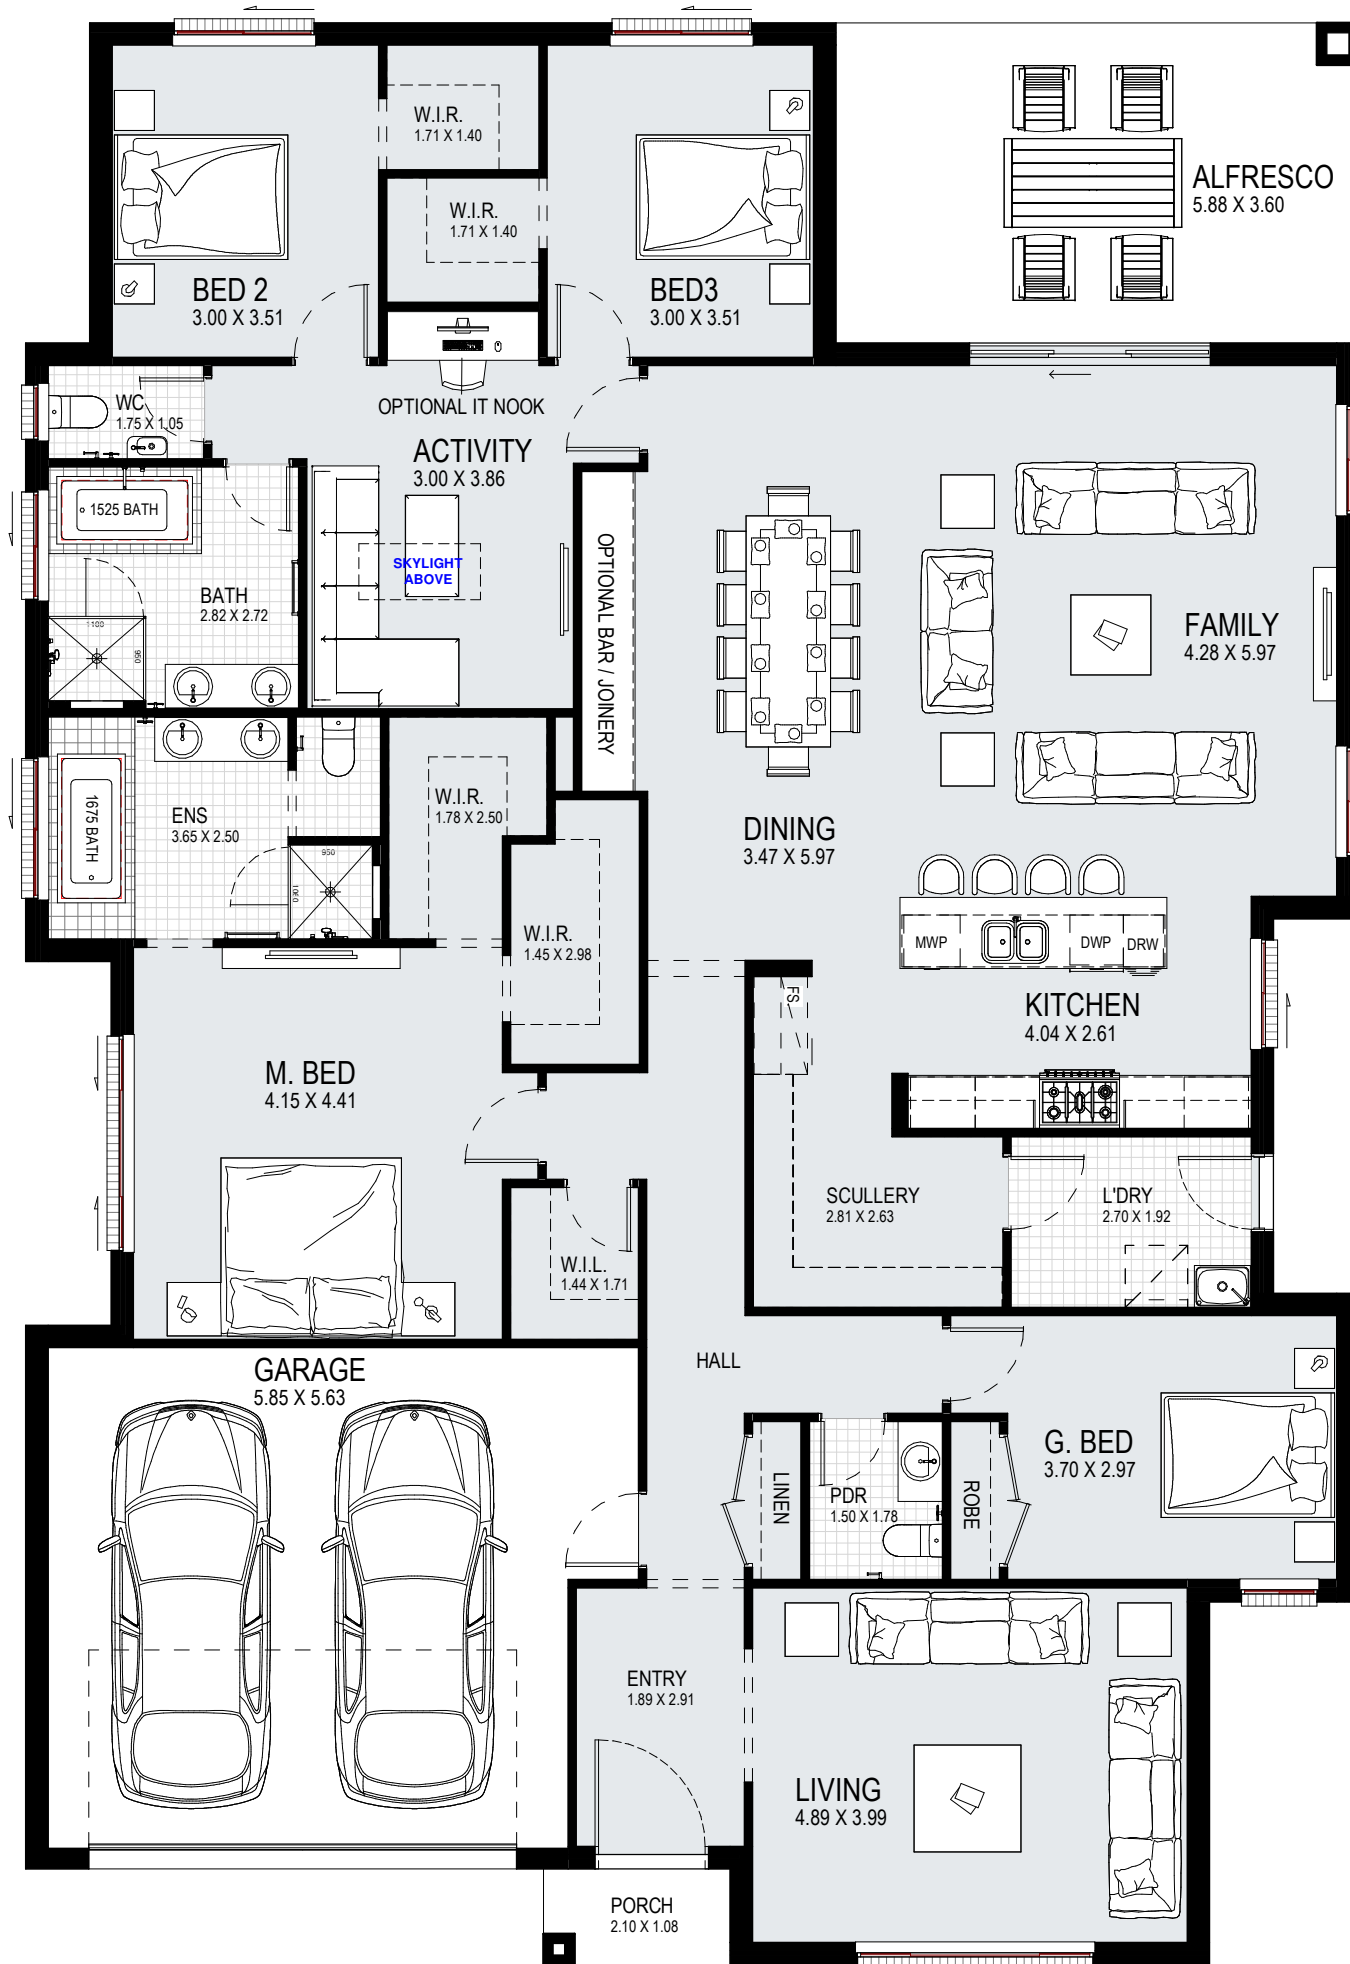 W.I.R.
1.71 X 1.40
W.I.R.
1.71 X 1.40
BED 2
3.00 X 3.51
BED3
3.00 X 3.51
ALFRESCO
5.88 X 3.60
WC
1.75 X 1.05
OPTIONAL IT NOOK
ACTIVITY
3.00 X 3.86
SKYLIGHT
ABOVE
1525 BATH
BATH
2.82 X 2.72
1100
950
OPTIONAL BAR / JOINERY
FAMILY
4.28 X 5.97
DINING
3.47 X 5.97
1675 BATH
ENS
3.65 X 2.50
950
1060
W.I.R.
1.78 X 2.50
W.I.R.
1.45 X 2.98
MWP
DWP
DRW
FS
KITCHEN
4.04 X 2.61
M. BED
4.15 X 4.41
SCULLERY
2.81 X 2.63
L'DRY
2.70 X 1.92
W.I.L.
1.44 X 1.71
HALL
GARAGE
5.85 X 5.63
LINEN
PDR
1.50 X 1.78
ROBE
G. BED
3.70 X 2.97
ENTRY
1.89 X 2.91
LIVING
4.89 X 3.99
PORCH
2.10 X 1.08